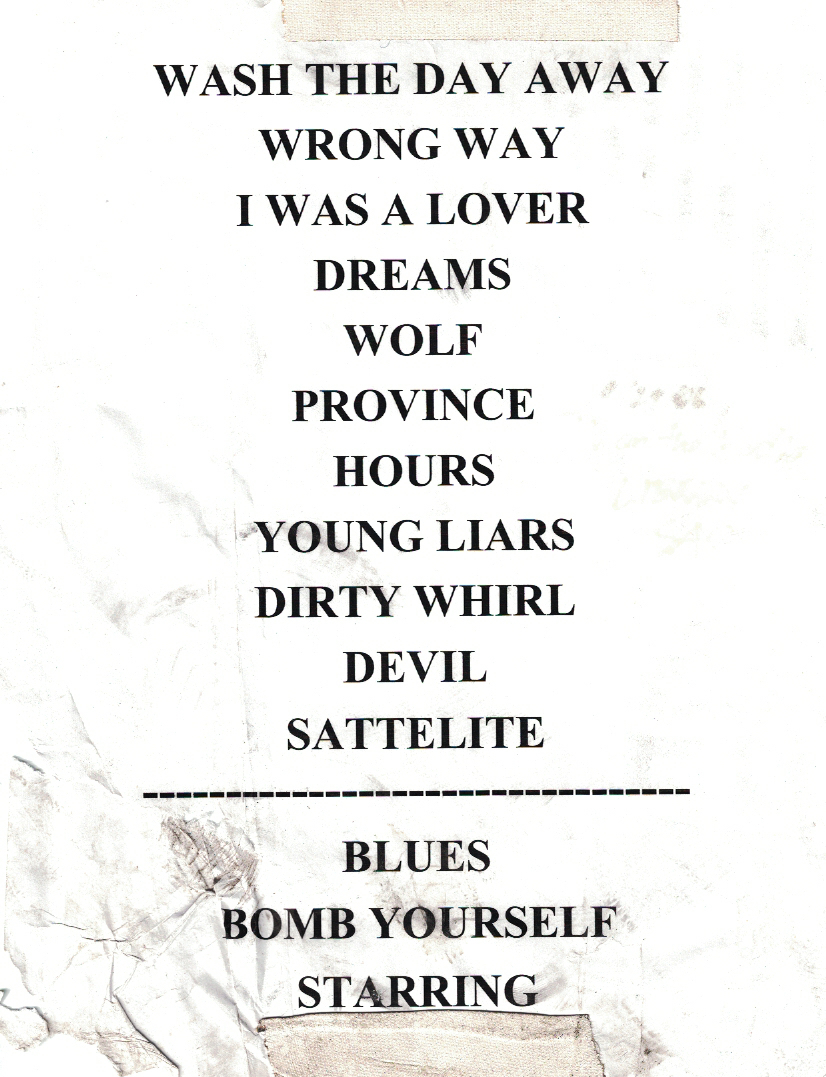 WASH THE DAY AWAY
WRONG WAY
I WAS A LOVER
DREAMS
WOLF
PROVINCE
HOURS
YOUNG LIARS
DIRTY WHIRL
DEVIL
SATTELITE
---------------------------------
BLUES
BOMB YOURSELF
STARRING